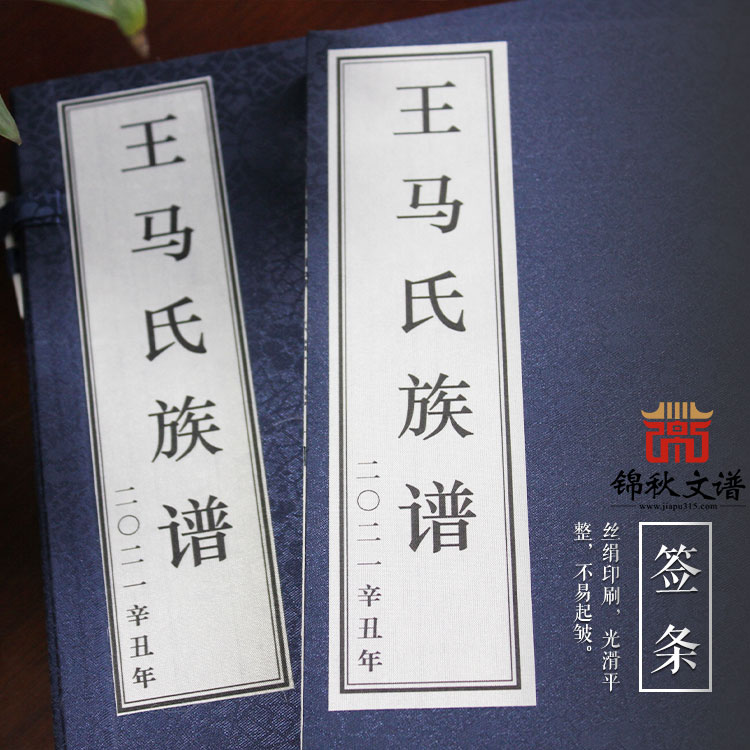 王马氏族谱
二〇二一辛丑年
王马氏族谱
二〇二一辛丑年
锦秋文谱
www.jiapu315.com
签条
丝绢印刷，光滑平
整，不易起皱。